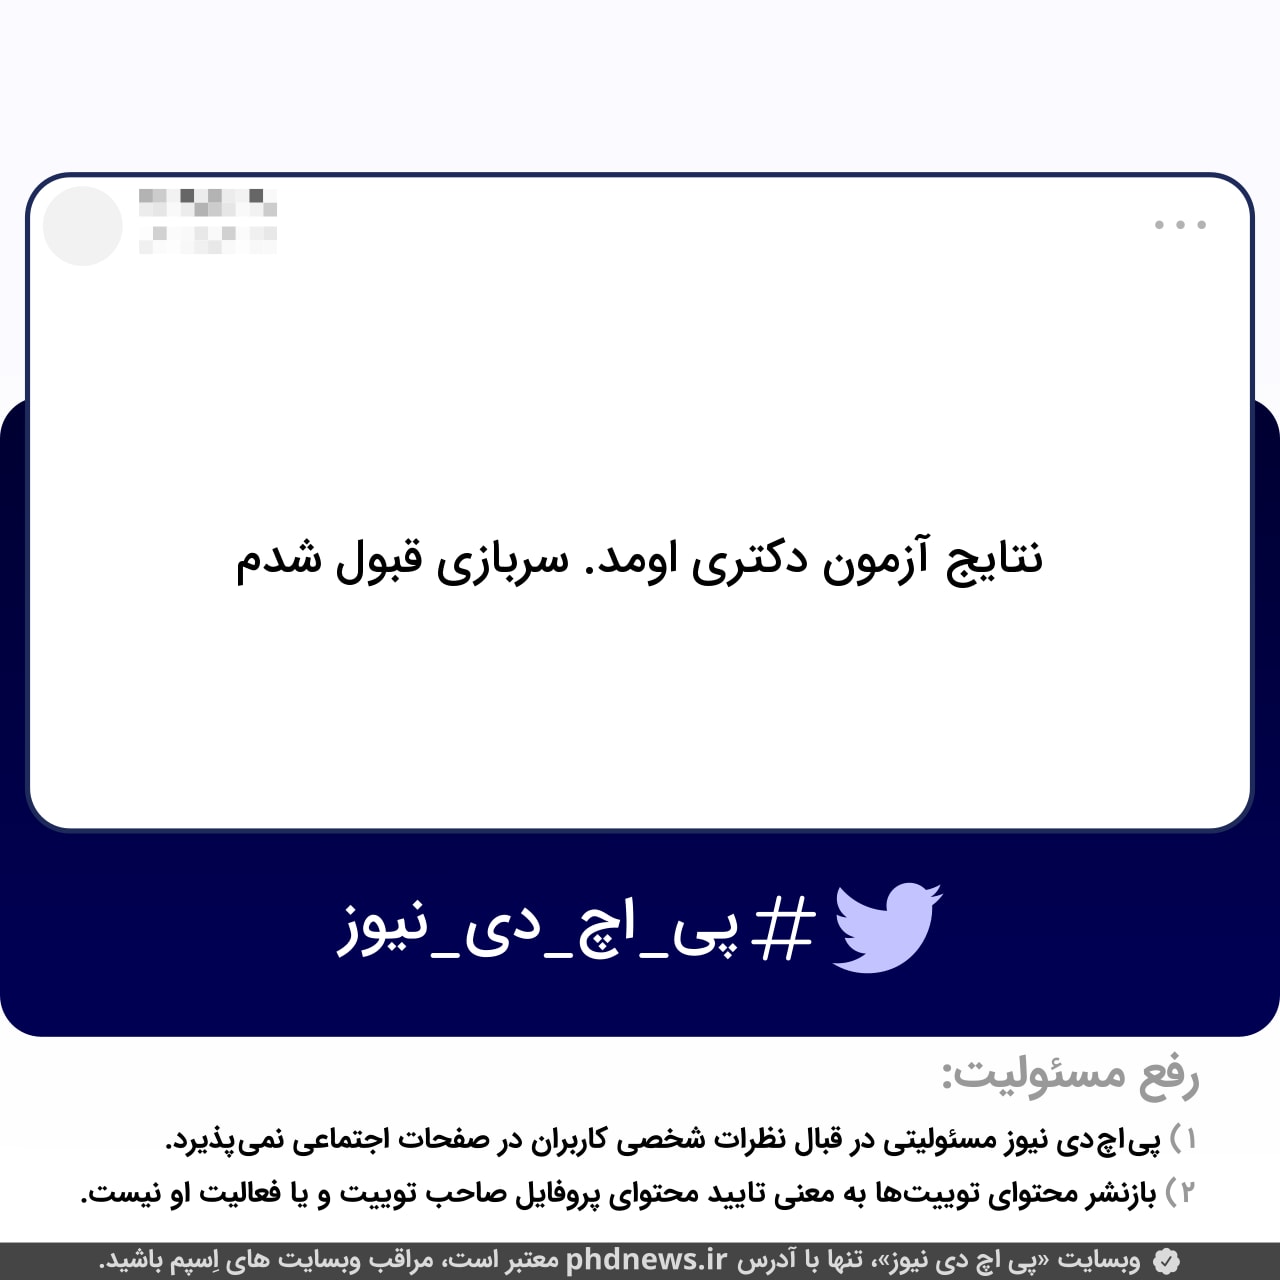 نتایج آزمون دکتری اومد. سربازی قبول شدم
#پی_اچ_دی_نیوز
رفع مسئولیت:
۱) پی‌اچ‌دی نیوز مسئولیتی در قبال نظرات شخصی کاربران در صفحات اجتماعی نمی‌پذیرد.
۲) بازنشر محتوای توییت‌ها به معنی تایید محتوای پروفایل صاحب توییت و یا فعالیت او نیست.
وبسایت «پی اچ دی نیوز»، تنها با آدرس phdnews.ir معتبر است، مراقب وبسایت های اِسپم باشید.